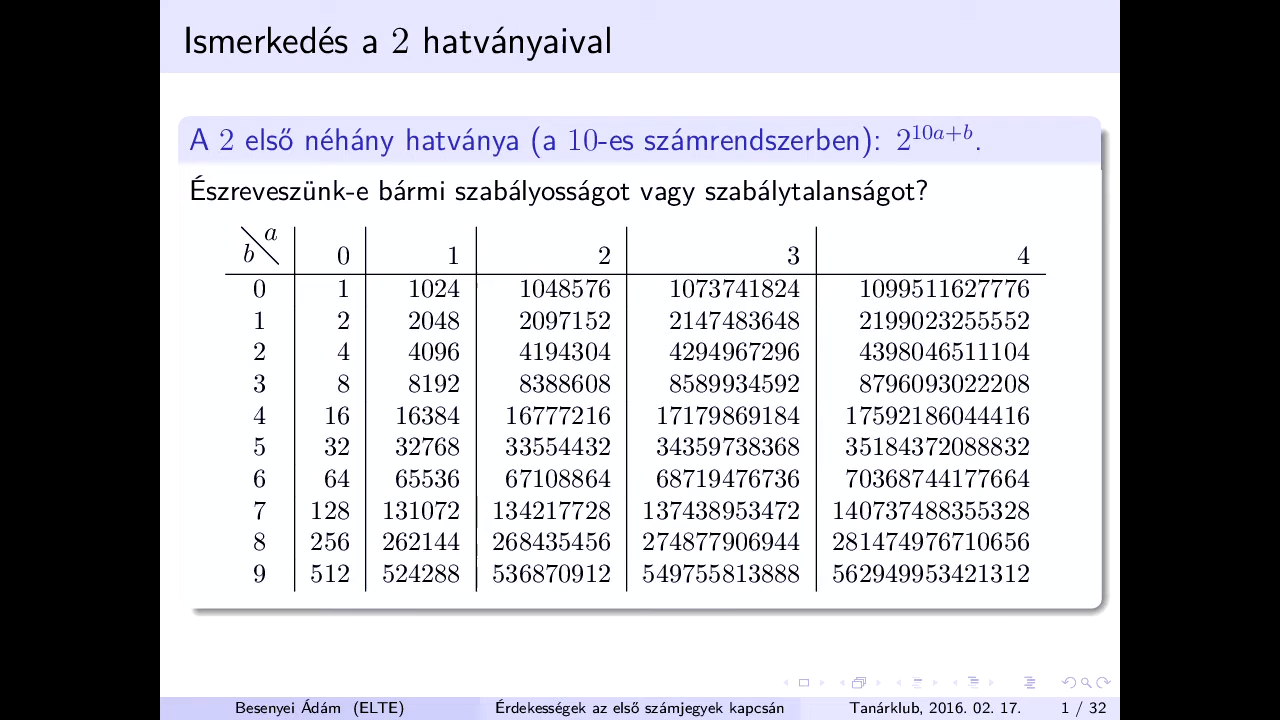 Ismerkedés a 2 hatványaival
A 2 első néhány hatványa (a 10-es számrendszerben): 2^{10a+b}.
Észreveszünk-e bármi szabályosságot vagy szabálytalanságot?
b\a 0 1 2 3 4
0 1 1024 1048576 1073741824 1099511627776
1 2 2048 2097152 2147483648 2199023255552
2 4 4096 4194304 4294967296 4398046511104
3 8 8192 8388608 8589934592 8796093022208
4 16 16384 16777216 17179869184 17592186044416
5 32 32768 33554432 34359738368 35184372088832
6 64 65536 67108864 68719476736 70368744177664
7 128 131072 134217728 137438953472 140737488355328
8 256 262144 268435456 274877906944 281474976710656
9 512 524288 536870912 549755813888 562949953421312
Besenyei Ádám (ELTE) Érdekességek az első számjegyek kapcsán Tanárklub, 2016. 02. 17. 1 / 32